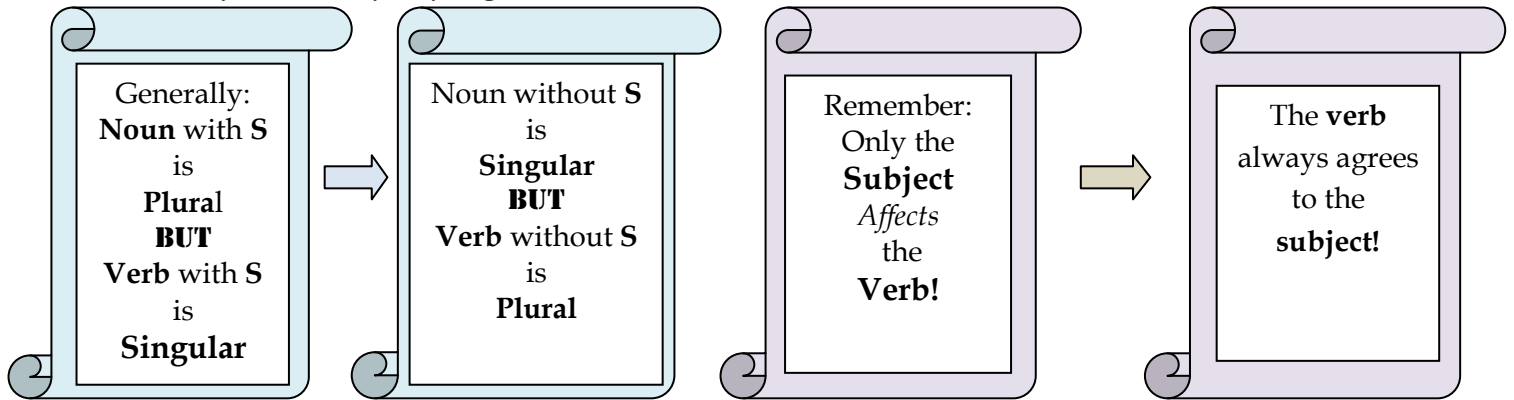 Generally:
Noun with S
is
Plural
BUT
Verb with S
is
Singular
Noun without S
is
Singular
BUT
Verb without S
is
Plural
Remember:
Only the
Subject
Affects
the
Verb!
The verb
always agrees
to the
subject!